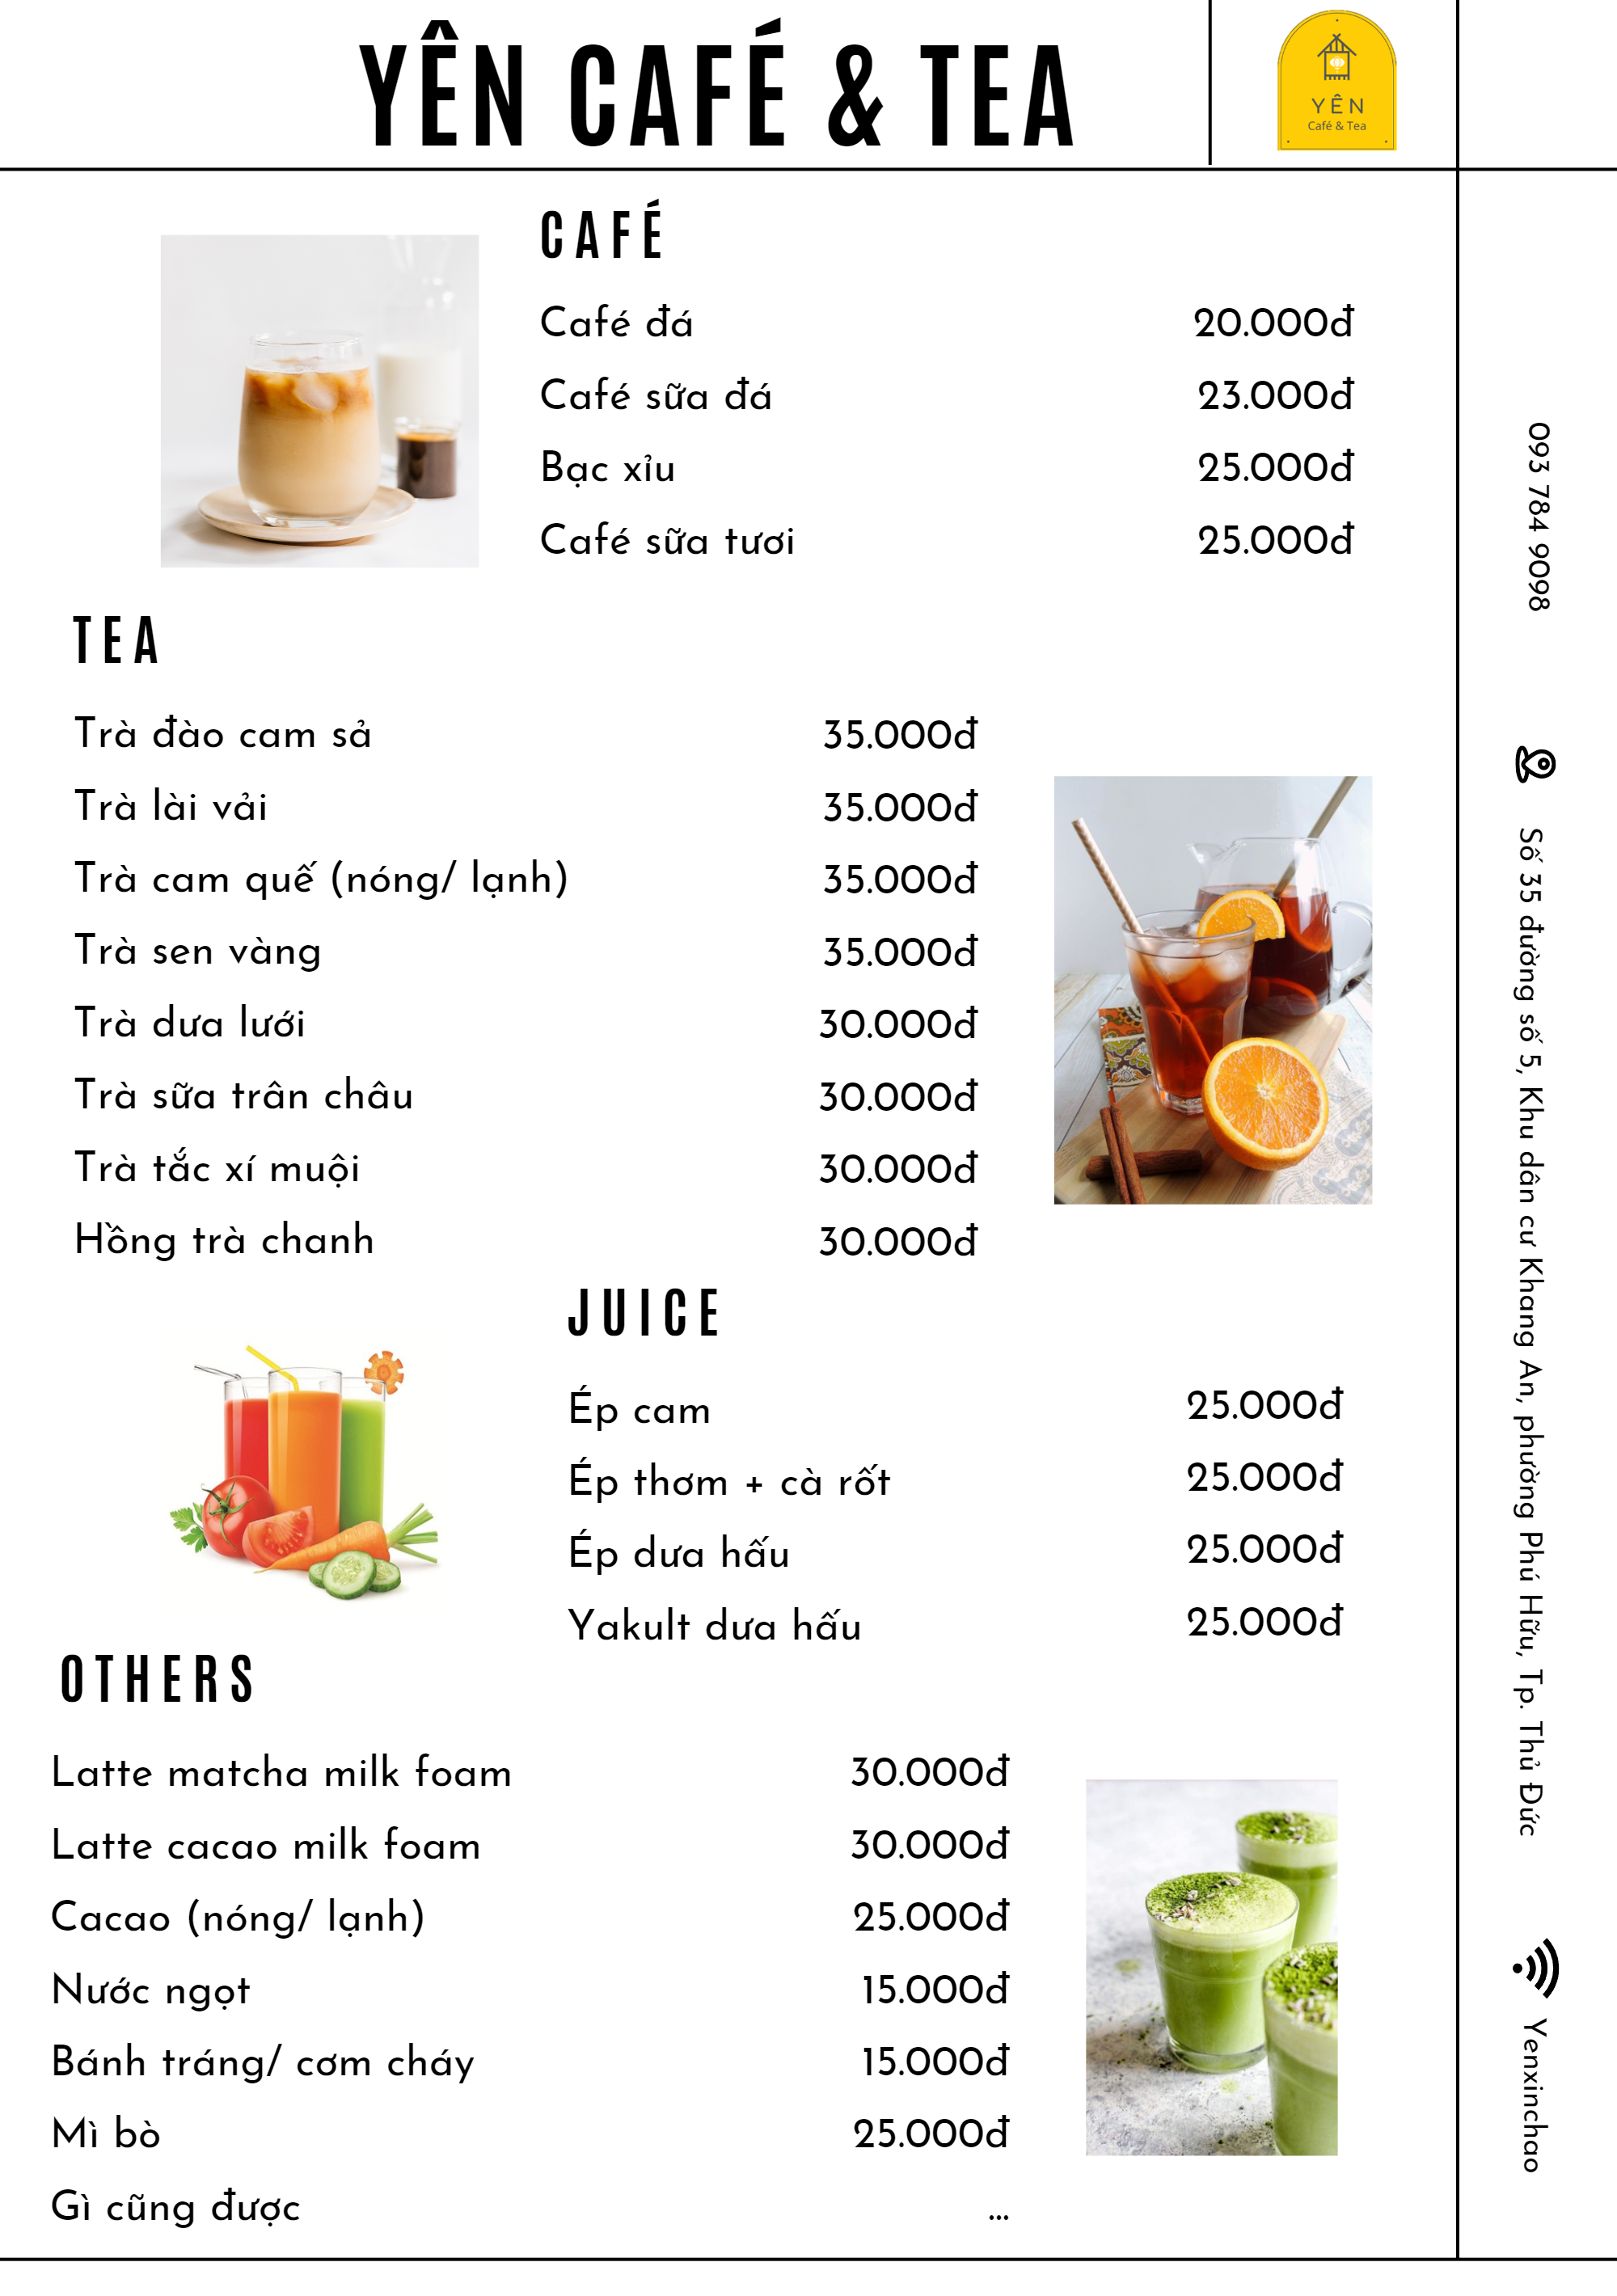 YÊN CAFÉ & TEA
YÊN
Café & Tea
CAFÉ
Café đá 20.000đ
Café sữa đá 23.000đ
Bạc xỉu 25.000đ
Café sữa tươi 25.000đ
TEA
Trà đào cam sả 35.000đ
Trà lài vải 35.000đ
Trà cam quế (nóng/ lạnh) 35.000đ
Trà sen vàng 35.000đ
Trà dưa lưới 30.000đ
Trà sữa trân châu 30.000đ
Trà tắc xí muội 30.000đ
Hồng trà chanh 30.000đ
JUICE
Ép cam 25.000đ
Ép thơm + cà rốt 25.000đ
Ép dưa hấu 25.000đ
Yakult dưa hấu 25.000đ
OTHERS
Latte matcha milk foam 30.000đ
Latte cacao milk foam 30.000đ
Cacao (nóng/ lạnh) 25.000đ
Nước ngọt 15.000đ
Bánh tráng/ cơm cháy 15.000đ
Mì bò 25.000đ
Gì cũng được ...
093 784 9098
Số 35 đường số 5, Khu dân cư Khang An, phường Phú Hữu, Tp. Thủ Đức
Yenxinchao